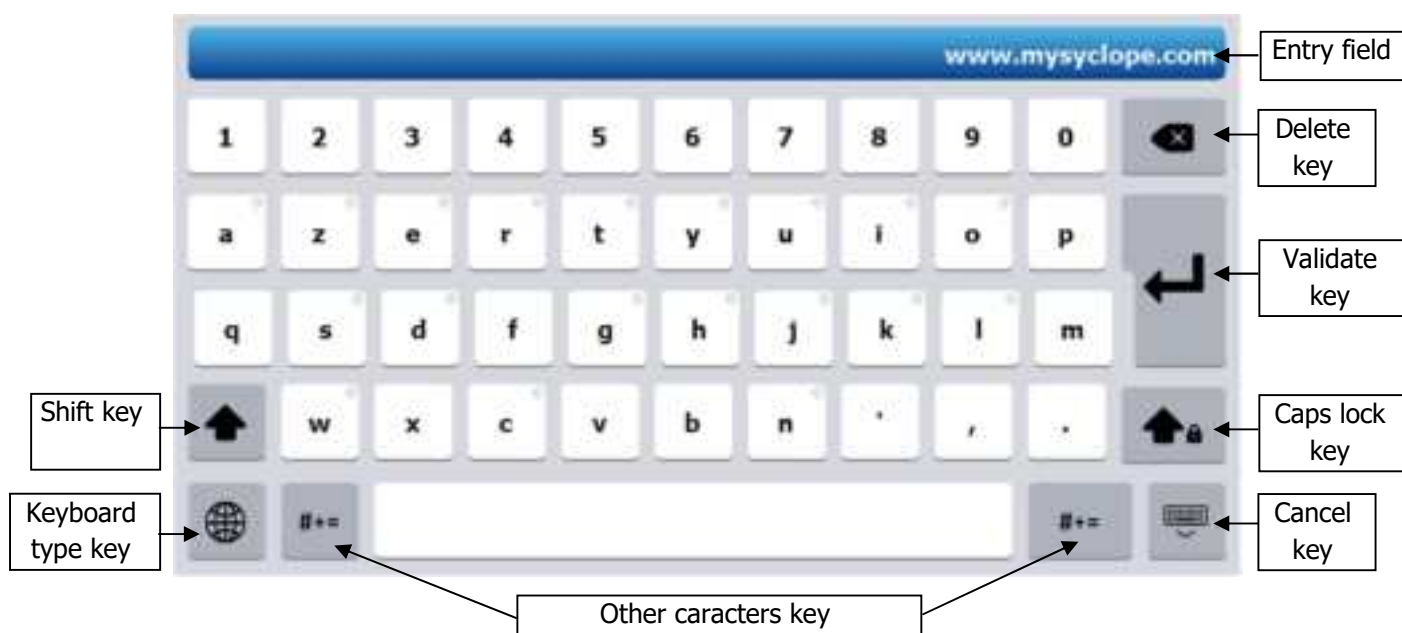 www.mysyclope.com
Entry field
1 2 3 4 5 6 7 8 9 0
Delete
key
a z e r t y u i o p
Validate
key
q s d f g h j k l m
Shift key
w x c v b n ' , .
Caps lock
key
Keyboard
type key
#+= #+=
Cancel
key
Other caracters key